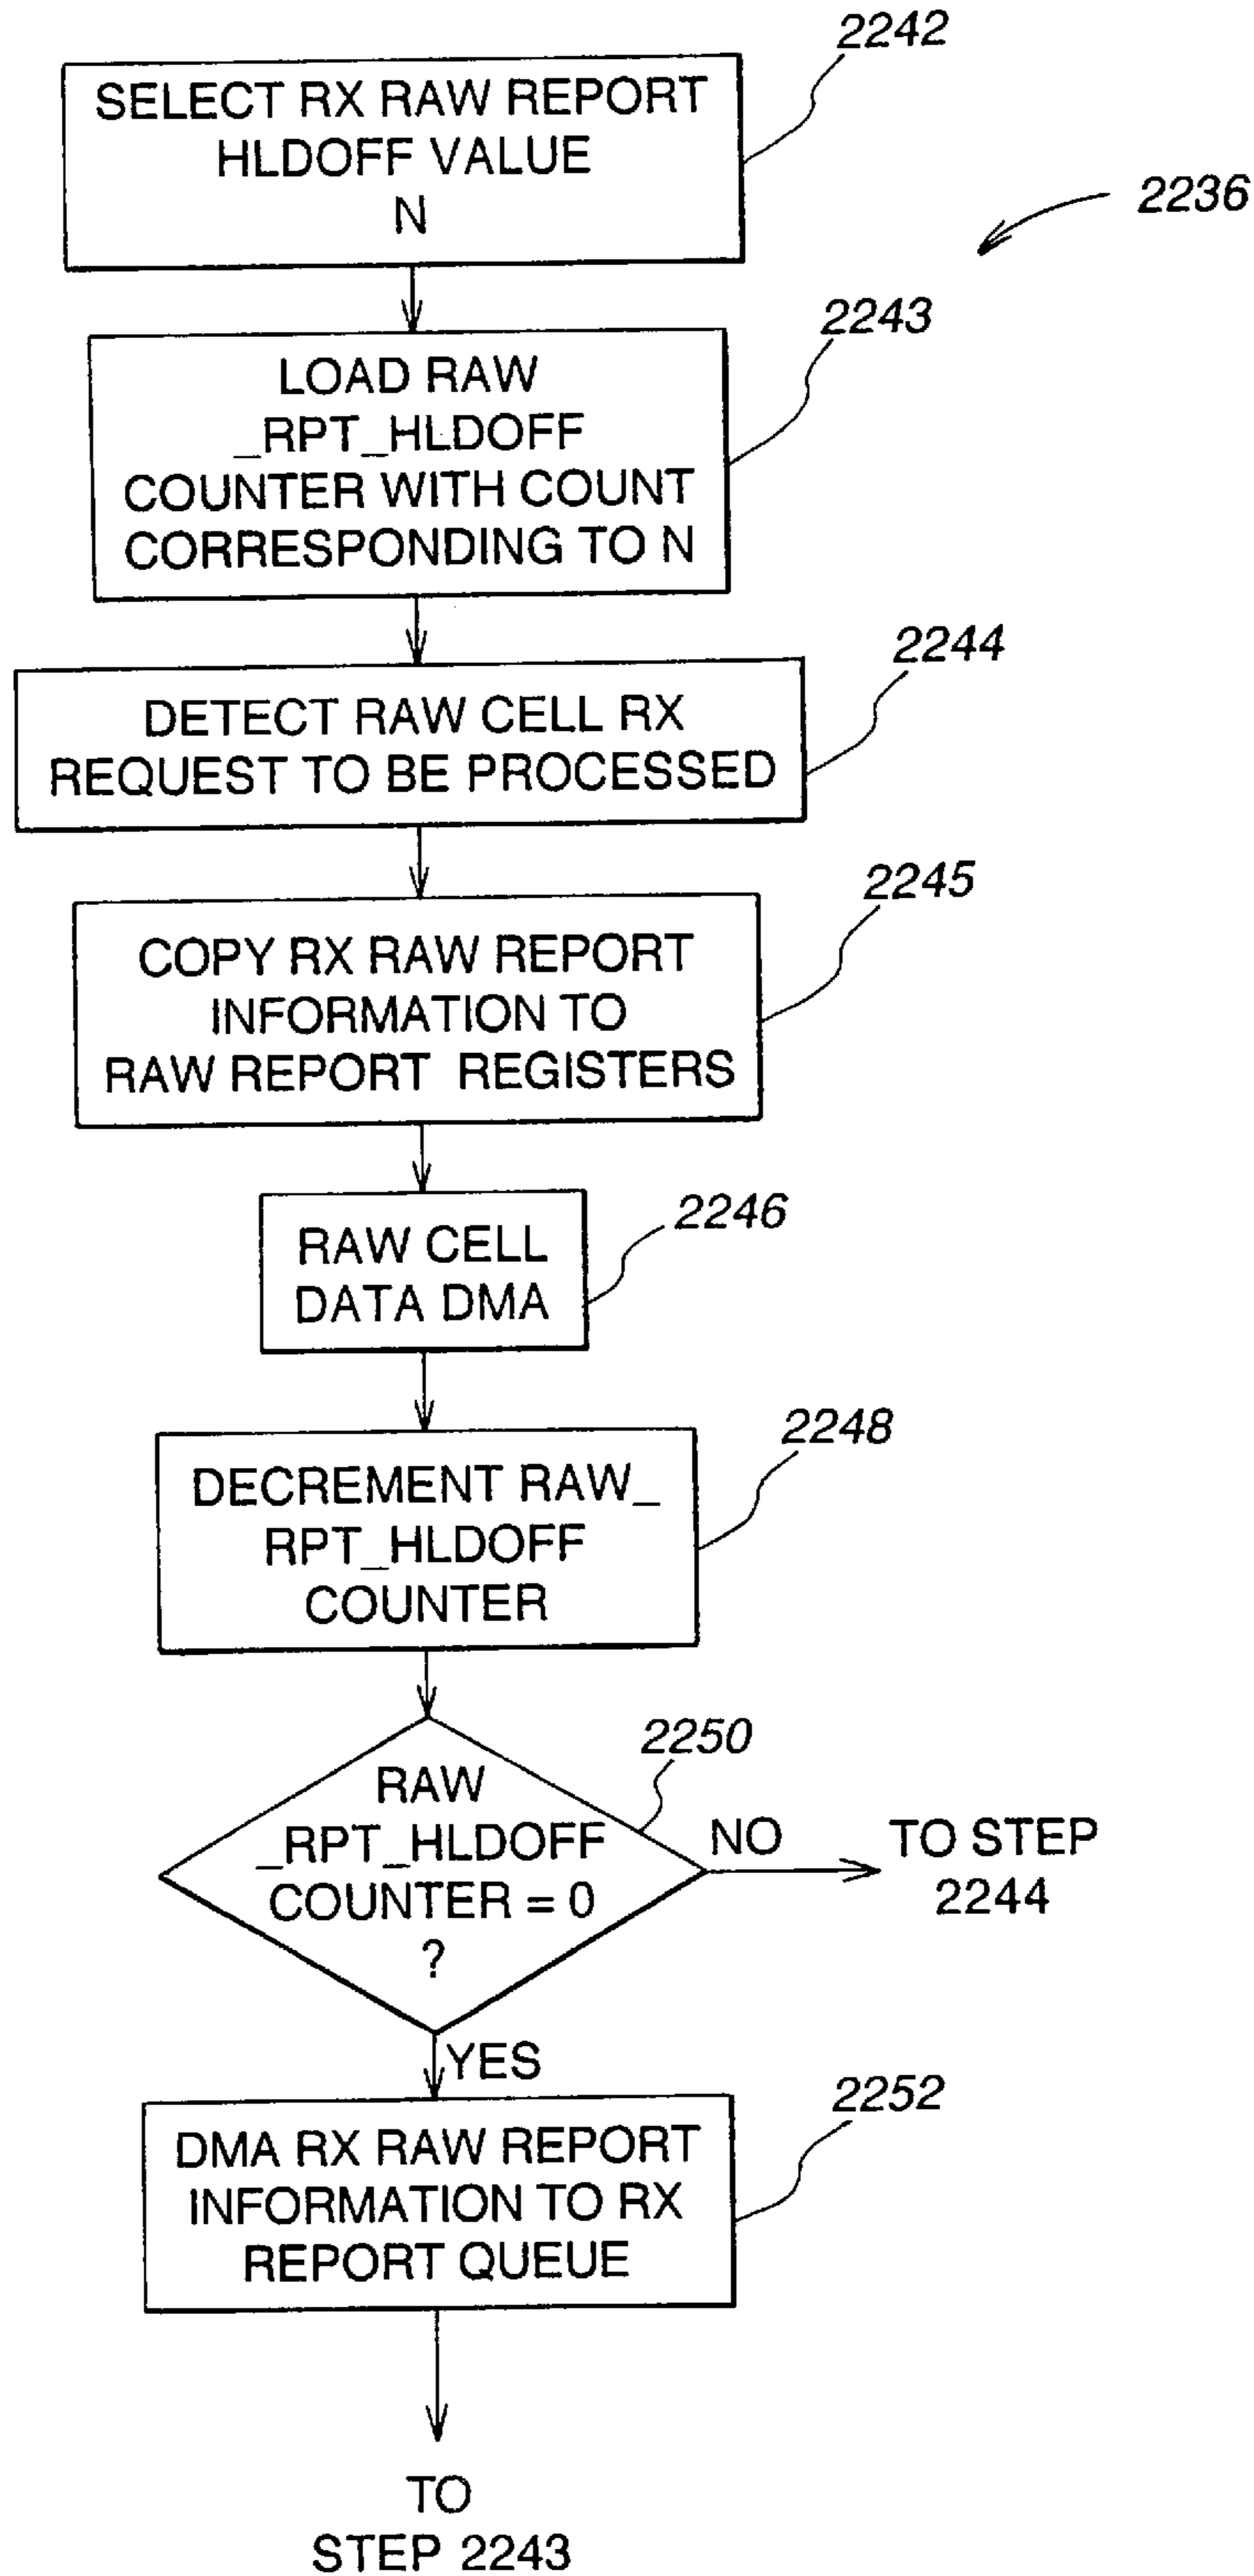 2242
SELECT RX RAW REPORT
HLDOFF VALUE
N
2236
2243
LOAD RAW
_RPT_HLDOFF
COUNTER WITH COUNT
CORRESPONDING TO N
2244
DETECT RAW CELL RX
REQUEST TO BE PROCESSED
2245
COPY RX RAW REPORT
INFORMATION TO
RAW REPORT REGISTERS
2246
RAW CELL
DATA DMA
2248
DECREMENT RAW_
RPT_HLDOFF
COUNTER
2250
RAW
_RPT_HLDOFF
COUNTER = 0
?
NO
TO STEP
2244
YES
2252
DMA RX RAW REPORT
INFORMATION TO RX
REPORT QUEUE
TO
STEP 2243